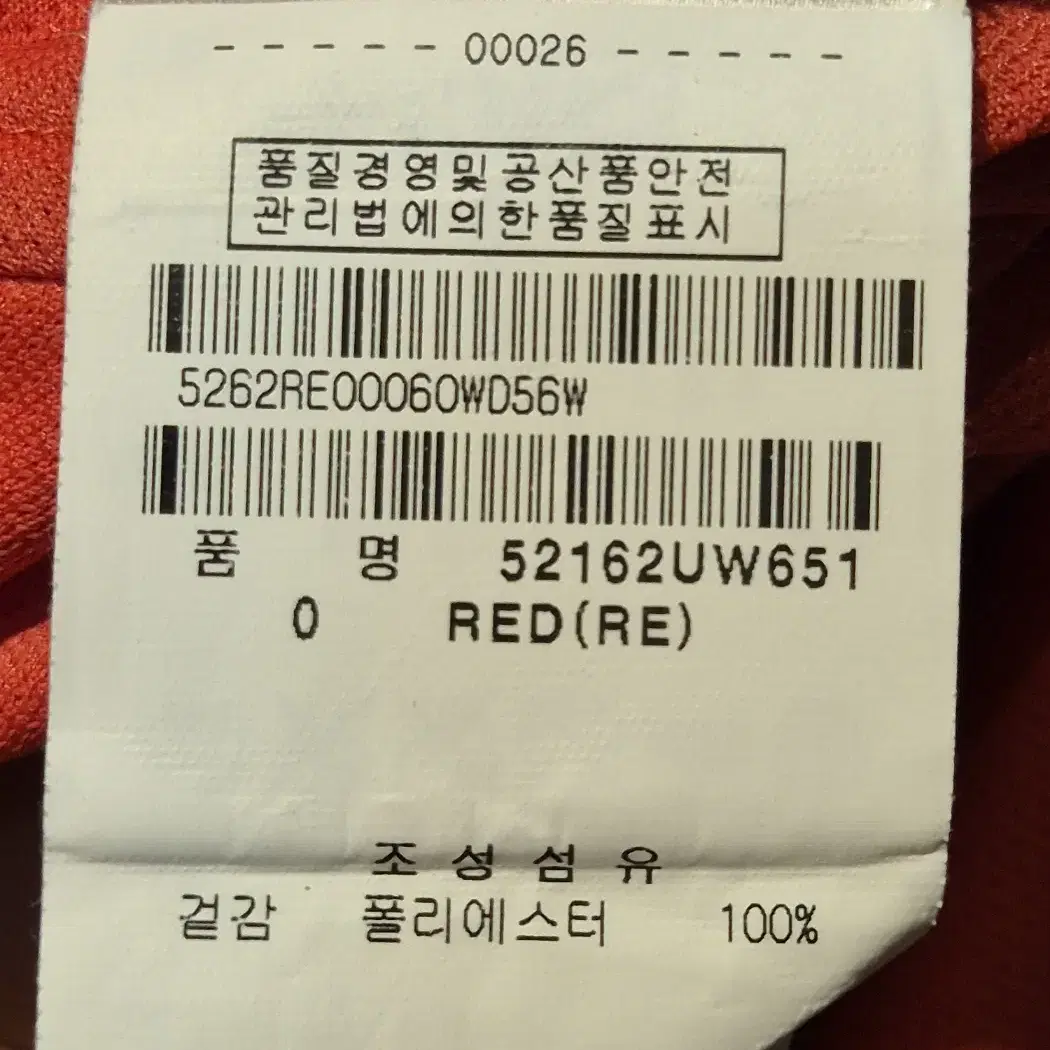 - - - - - 00026 - - - - -
품질경영및공산품안전
관리법에의한품질표시
5262RE00060WD56W
품 명 52162UW651
0 RED(RE)
조성섬유
겉감 폴리에스터 100%